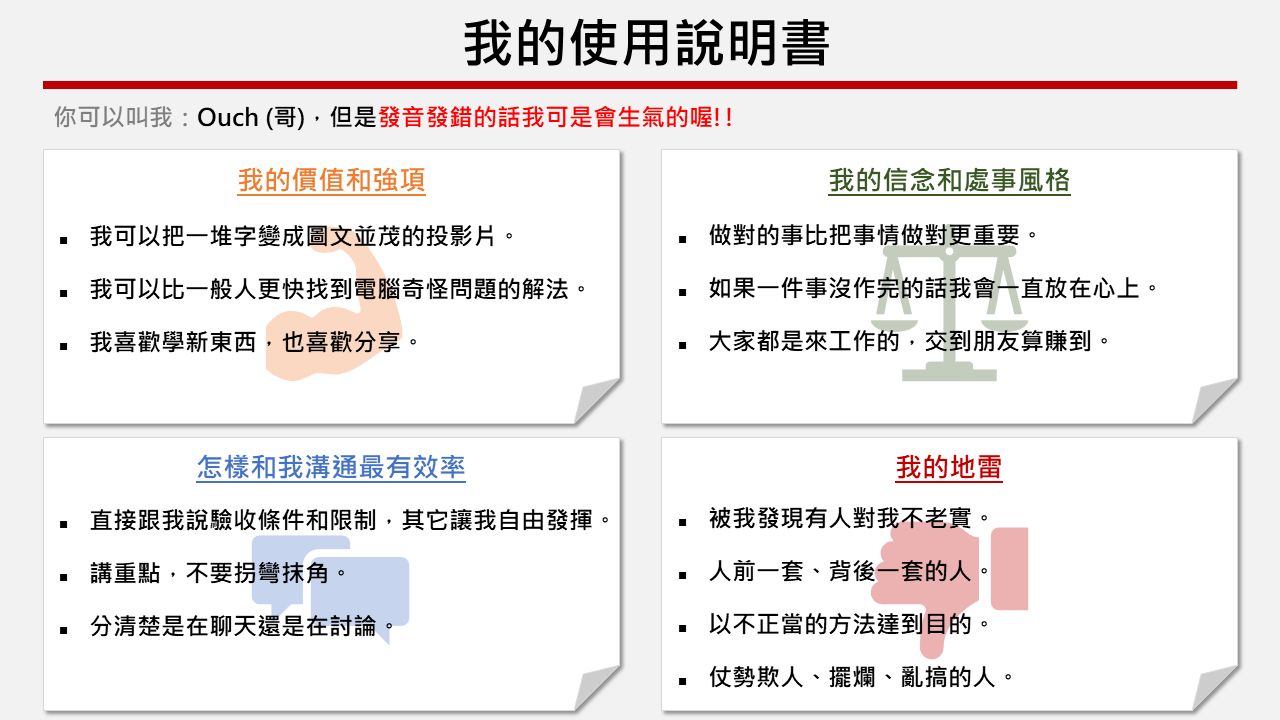 我的使用說明書
你可以叫我：Ouch (哥)，但是發音發錯的話我可是會生氣的喔!!
我的價值和強項
▪ 我可以把一堆字變成圖文並茂的投影片。
▪ 我可以比一般人更快找到電腦奇怪問題的解法。
▪ 我喜歡學新東西，也喜歡分享。
我的信念和處事風格
▪ 做對的事比把事情做對更重要。
▪ 如果一件事沒作完的話我會一直放在心上。
▪ 大家都是來工作的，交到朋友算賺到。
怎樣和我溝通最有效率
▪ 直接跟我說驗收條件和限制，其它讓我自由發揮。
▪ 講重點，不要拐彎抹角。
▪ 分清楚是在聊天還是在討論。
我的地雷
▪ 被我發現有人對我不老實。
▪ 人前一套、背後一套的人。
▪ 以不正當的方法達到目的。
▪ 仗勢欺人、擺爛、亂搞的人。